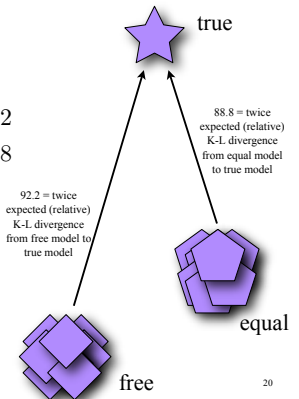 true
2
8
88.8 = twice
expected (relative)
K-L divergence
from equal model
to true model
92.2 = twice
expected (relative)
K-L divergence
from free model to
true model
equal
free
20